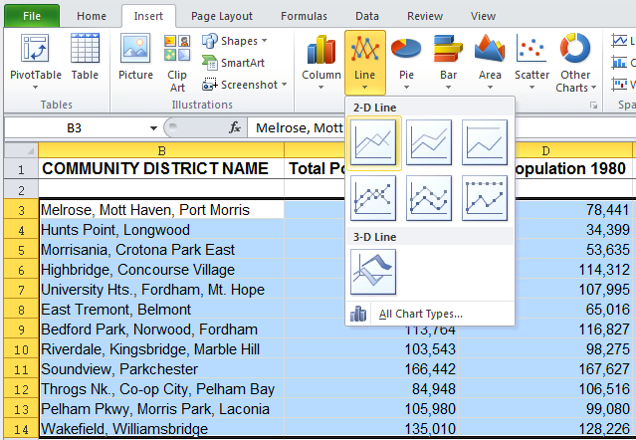 File Home Insert Page Layout Formulas Data Review View
PivotTable Table Picture Clip Art Shapes SmartArt Screenshot Column Line Pie Bar Area Scatter Other Charts
Tables Illustrations
2-D Line
B3 fx Melrose, Mott
B D
1 COMMUNITY DISTRICT NAME Total Po opulation 1980
2
3 Melrose, Mott Haven, Port Morris 78,441
4 Hunts Point, Longwood 34,399
5 Morrisania, Crotona Park East 53,635
3-D Line
6 Highbridge, Concourse Village 114,312
7 University Hts., Fordham, Mt. Hope 107,995
8 East Tremont, Belmont 65,016
All Chart Types...
9 Bedford Park, Norwood, Fordham 113,764 116,827
10 Riverdale, Kingsbridge, Marble Hill 103,543 98,275
11 Soundview, Parkchester 166,442 167,627
12 Throgs Nk., Co-op City, Pelham Bay 84,948 106,516
13 Pelham Pkwy, Morris Park, Laconia 105,980 99,080
14 Wakefield, Williamsbridge 135,010 128,226